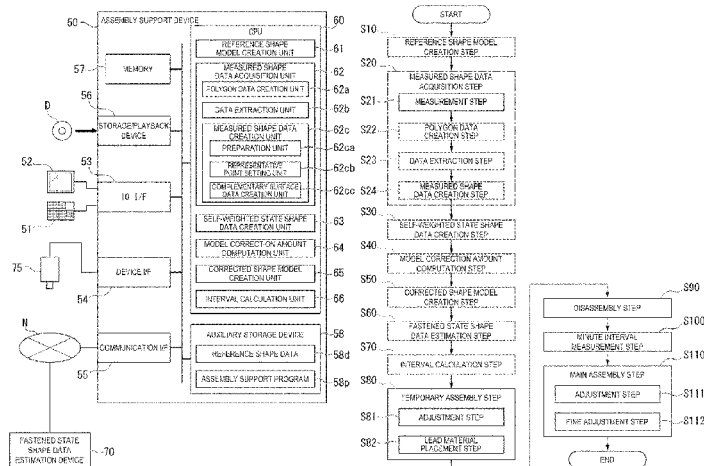 50
ASSEMBLY SUPPORT DEVICE
CPU
60
REFERENCE SHAPE
MODEL CREATION UNIT
61
57
MEMORY
MEASURED SHAPE
DATA ACQUISITION UNIT
62
POLYGON DATA CREATION UNIT
62a
D
56
DATA EXTRACTION UNIT
62b
STORAGE/PLAYBACK
DEVICE
MEASURED SHAPE DATA
CREATION UNIT
62c
PREPARATION UNIT
62ca
52
53
REPRESENTATIVE
POINT SETTING UNIT
62cb
IO I/F
COMPLEMENTARY SURFACE
DATA CREATION UNIT
62cc
51
SELF-WEIGHTED STATE SHAPE
DATA CREATION UNIT
63
75
MODEL CORRECTION AMOUNT
COMPUTATION UNIT
64
DEVICE I/F
54
CORRECTED SHAPE MODEL
CREATION UNIT
65
INTERVAL CALCULATION UNIT
66
N
COMMUNICATION I/F
55
AUXILIARY STORAGE DEVICE
58
REFERENCE SHAPE DATA
58d
ASSEMBLY SUPPORT PROGRAM
58p
FASTENED STATE
SHAPE DATA
ESTIMATION DEVICE
70
START
S10
REFERENCE SHAPE MODEL
CREATION STEP
S20
MEASURED SHAPE DATA
ACQUISITION STEP
S21
MEASUREMENT STEP
S22
POLYGON DATA
CREATION STEP
S23
DATA EXTRACTION STEP
S24
MEASURED SHAPE
DATA CREATION STEP
S30
SELF-WEIGHTED STATE SHAPE
DATA CREATION STEP
S40
MODEL CORRECTION AMOUNT
COMPUTATION STEP
S50
CORRECTED SHAPE MODEL
CREATION STEP
S60
FASTENED STATE SHAPE
DATA ESTIMATION STEP
S70
INTERVAL CALCULATION STEP
S80
TEMPORARY ASSEMBLY STEP
S81
ADJUSTMENT STEP
S82
LEAD MATERIAL
PLACEMENT STEP
S90
DISASSEMBLY STEP
S100
MINUTE INTERVAL
MEASUREMENT STEP
S110
MAIN ASSEMBLY STEP
S111
ADJUSTMENT STEP
S112
FINE ADJUSTMENT STEP
END